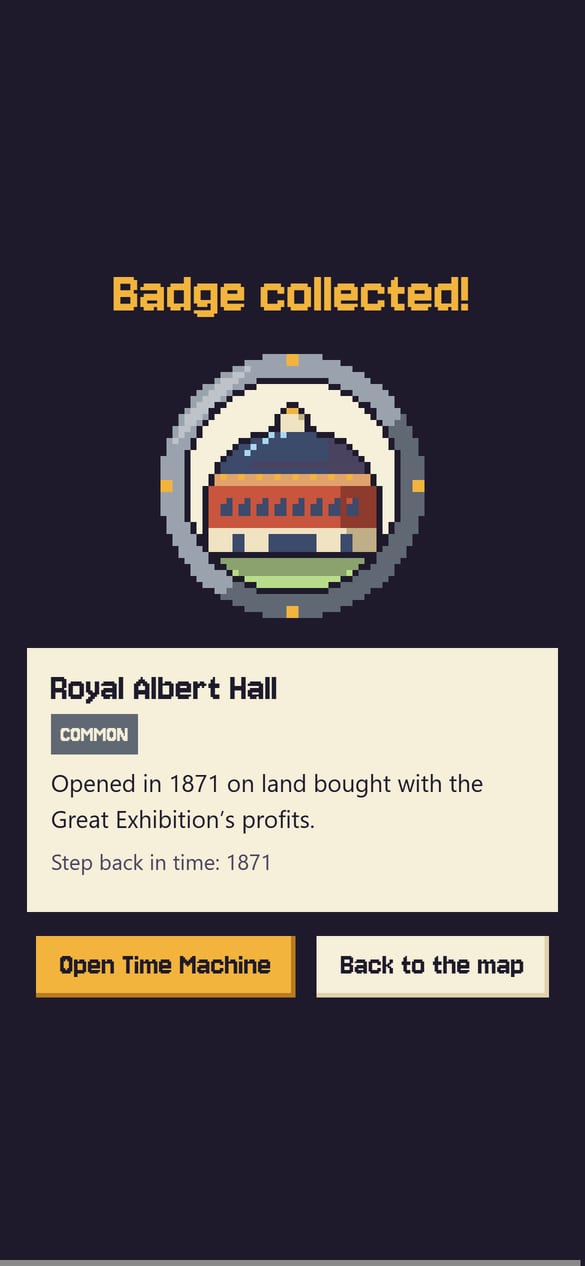 Badge collected!
Royal Albert Hall
COMMON
Opened in 1871 on land bought with the
Great Exhibition’s profits.
Step back in time: 1871
Open Time Machine
Back to the map